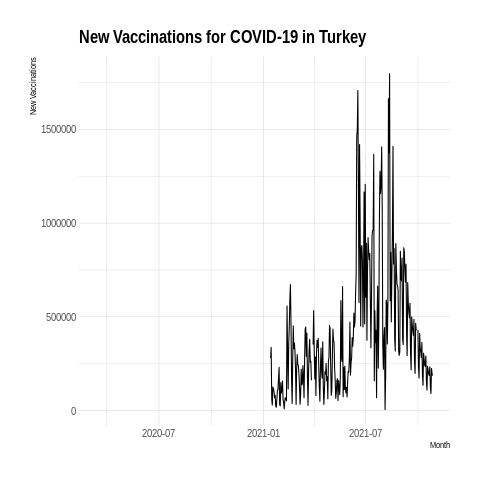 New Vaccinations for COVID-19 in Turkey
New Vaccinations
1500000
1000000
500000
0
2020-07
2021-01
2021-07
Month